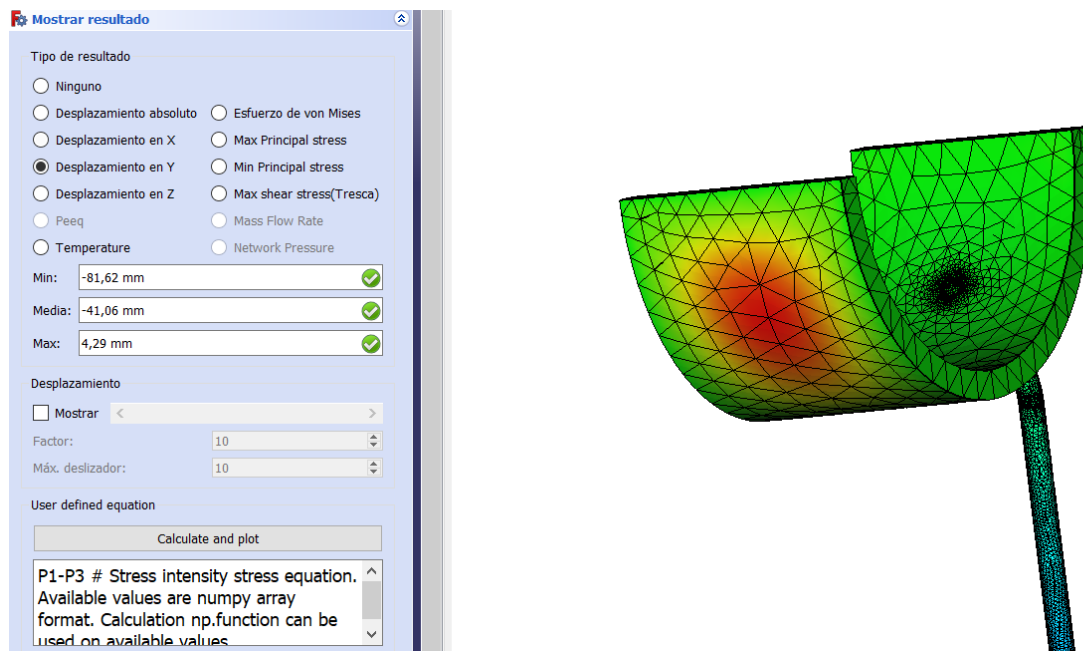 Mostrar resultado
Tipo de resultado
Ninguno
Desplazamiento absoluto
Esfuerzo de von Mises
Desplazamiento en X
Max Principal stress
Desplazamiento en Y
Min Principal stress
Desplazamiento en Z
Max shear stress(Tresca)
Peeq
Mass Flow Rate
Temperature
Network Pressure
Min: -81,62 mm
Media: -41,06 mm
Max: 4,29 mm
Desplazamiento
Mostrar
Factor: 10
Máx. deslizador: 10
User defined equation
Calculate and plot
P1-P3 # Stress intensity stress equation.
Available values are numpy array
format. Calculation np.function can be
used on available values